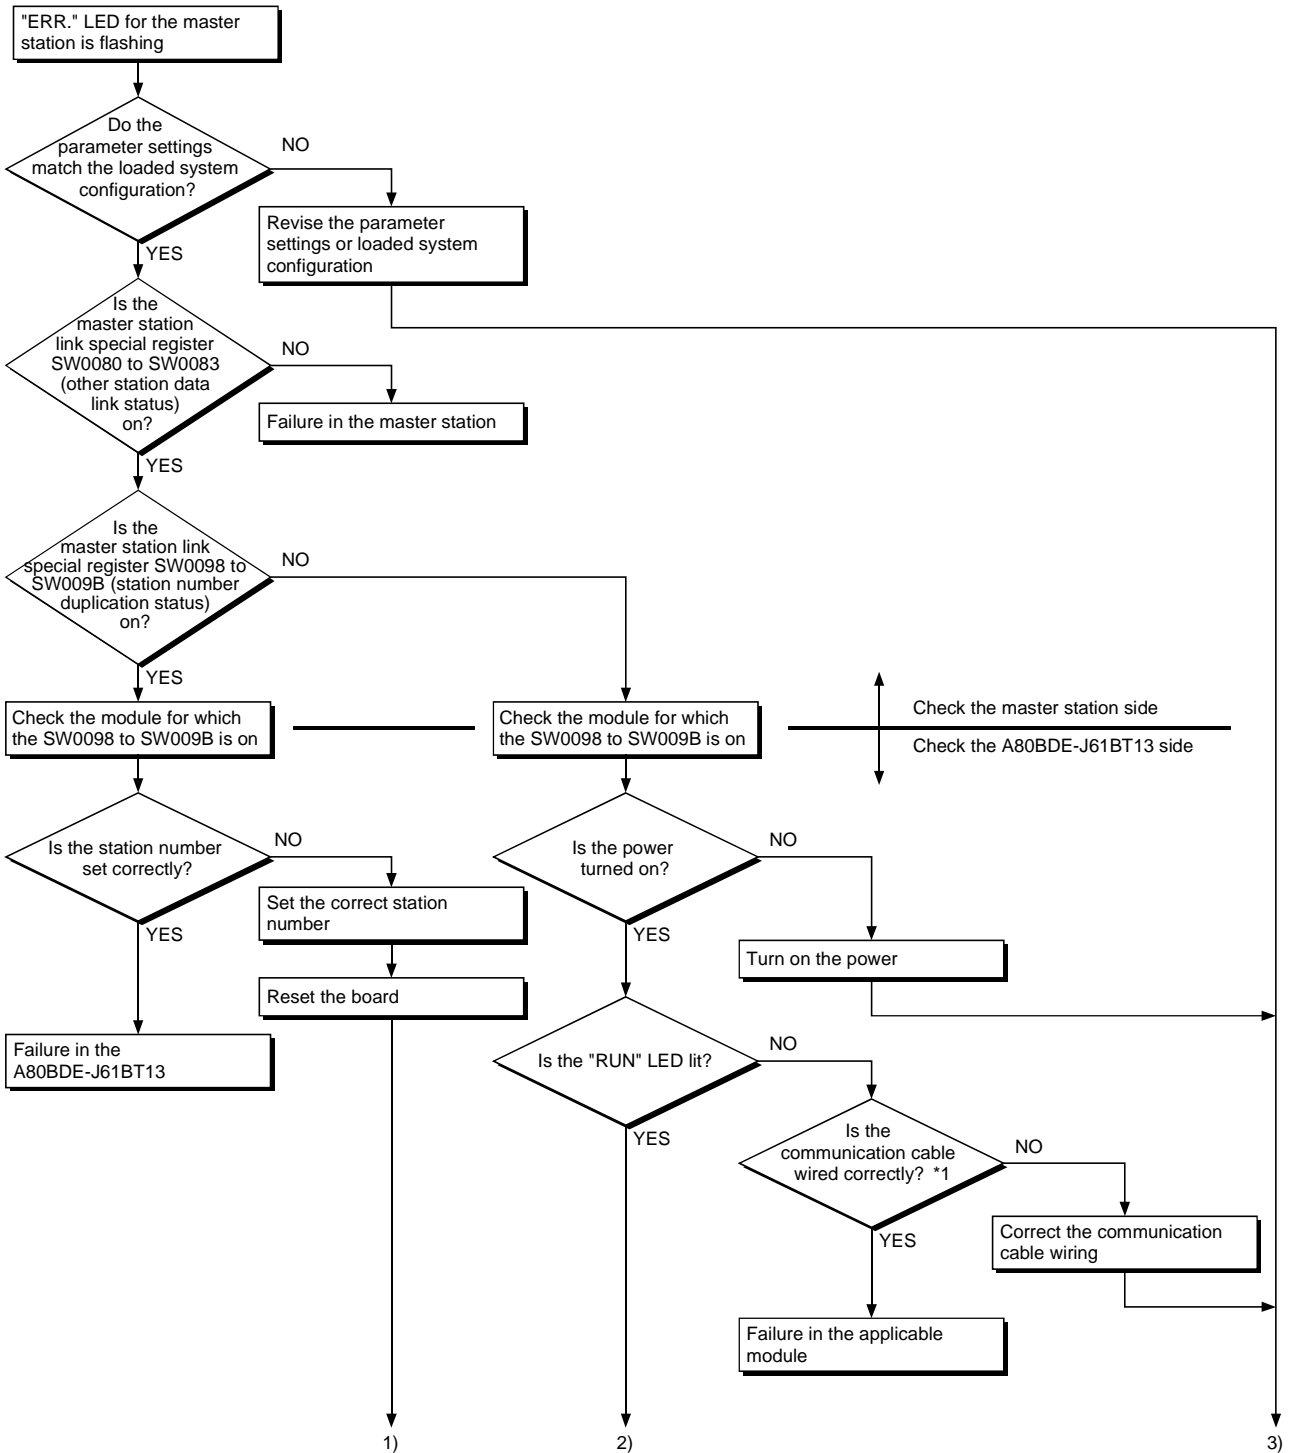 "ERR." LED for the master
station is flashing
Do the
parameter settings
match the loaded system
configuration?
NO
YES
Revise the parameter
settings or loaded system
configuration
Is the
master station
link special register
SW0080 to SW0083
(other station data
link status)
on?
NO
YES
Failure in the master station
Is the
master station link
special register SW0098 to
SW009B (station number
duplication status)
on?
NO
YES
Check the module for which
the SW0098 to SW009B is on
Check the module for which
the SW0098 to SW009B is on
Check the master station side
Check the A80BDE-J61BT13 side
Is the station number
set correctly?
NO
YES
Set the correct station
number
Reset the board
Failure in the
A80BDE-J61BT13
Is the power
turned on?
NO
YES
Turn on the power
Is the "RUN" LED lit?
NO
YES
Is the
communication cable
wired correctly? *1
NO
YES
Correct the communication
cable wiring
Failure in the applicable
module
1)
2)
3)